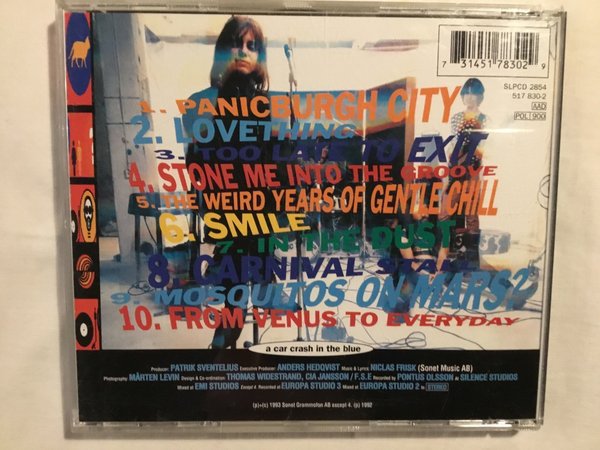 7 31451 78302 9
SLPCD 2854
517 830-2
AAD
POL 900
1. PANICBURGH CITY
2. LOVETHING
3. TOO LATE TO EXIT
4. STONE ME INTO THE GROOVE
5. THE WEIRD YEARS OF GENTLE CHILL
6. SMILE
7. IN THE DUST
8. CARNIVAL STAR
9. MOSQUITOS ON MARS?
10. FROM VENUS TO EVERYDAY
a car crash in the blue
Producer: PATRIK SVENTELIUS Executive Producer: ANDERS HEDQVIST Music & Lyrics NICLAS FRISK (Sonet Music AB)
Photography: MÅRTEN LEVIN Design & Co-ordination THOMAS WIDESTRAND, CIA JANSSON / F.S.E Recorded by PONTUS OLSSON At SILENCE STUDIOS
Mixed at EMI STUDIOS Except 4 Recorded at EUROPA STUDIO 3 Mixed at EUROPA STUDIO 2 In STEREO
(p)+(c) 1993 Sonet Grammofon AB except 4. (p) 1992